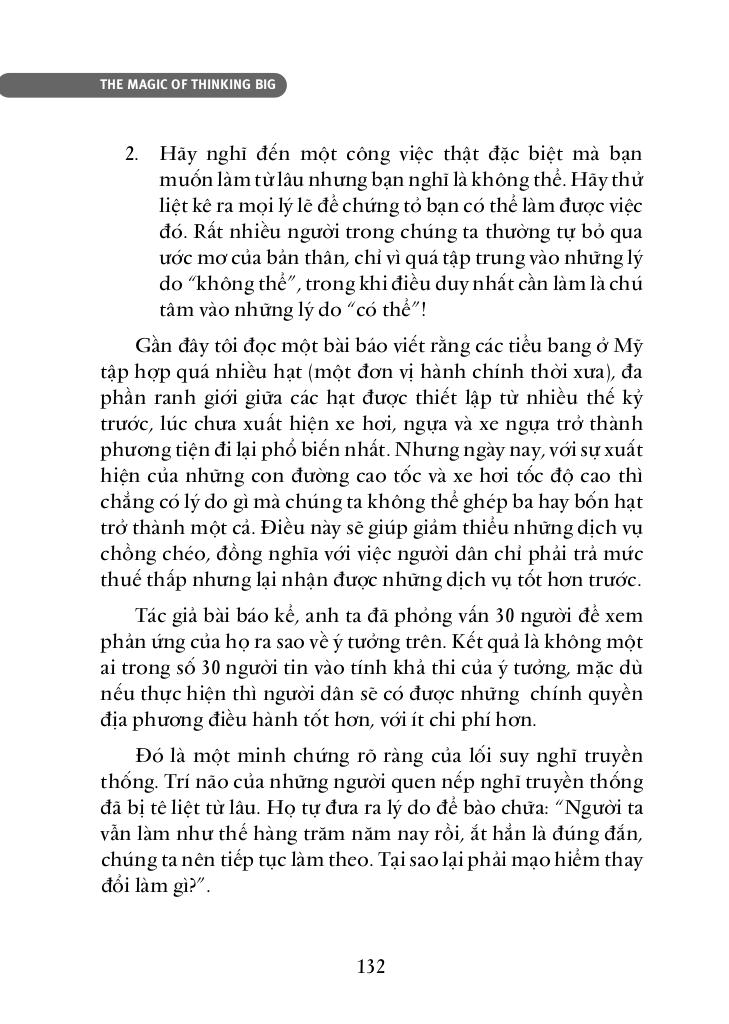 THE MAGIC OF THINKING BIG
2. Hãy nghĩ đến một công việc thật đặc biệt mà bạn
muốn làm từ lâu nhưng bạn nghĩ là không thể. Hãy thử
liệt kê ra mọi lý lẽ để chứng tỏ bạn có thể làm được việc
đó. Rất nhiều người trong chúng ta thường tự bỏ qua
ước mơ của bản thân, chỉ vì quá tập trung vào những lý
do “không thể”, trong khi điều duy nhất cần làm là chú
tâm vào những lý do “có thể”!
Gần đây tôi đọc một bài báo viết rằng các tiểu bang ở Mỹ
tập hợp quá nhiều hạt (một đơn vị hành chính thời xưa), đa
phần ranh giới giữa các hạt được thiết lập từ nhiều thế kỷ
trước, lúc chưa xuất hiện xe hơi, ngựa và xe ngựa trở thành
phương tiện đi lại phổ biến nhất. Nhưng ngày nay, với sự xuất
hiện của những con đường cao tốc và xe hơi tốc độ cao thì
chẳng có lý do gì mà chúng ta không thể ghép ba hay bốn hạt
trở thành một cả. Điều này sẽ giúp giảm thiểu những dịch vụ
chồng chéo, đồng nghĩa với việc người dân chỉ phải trả mức
thuế thấp nhưng lại nhận được những dịch vụ tốt hơn trước.
Tác giả bài báo kể, anh ta đã phỏng vấn 30 người để xem
phản ứng của họ ra sao về ý tưởng trên. Kết quả là không một
ai trong số 30 người tin vào tính khả thi của ý tưởng, mặc dù
nếu thực hiện thì người dân sẽ có được những chính quyền
địa phương điều hành tốt hơn, với ít chi phí hơn.
Đó là một minh chứng rõ ràng của lối suy nghĩ truyền
thống. Trí não của những người quen nếp nghĩ truyền thống
đã bị tê liệt từ lâu. Họ tự đưa ra lý do để bào chữa: “Người ta
vẫn làm như thế hàng trăm năm nay rồi, ắt hẳn là đúng đắn,
chúng ta nên tiếp tục làm theo. Tại sao lại phải mạo hiểm thay
đổi làm gì?”.
132